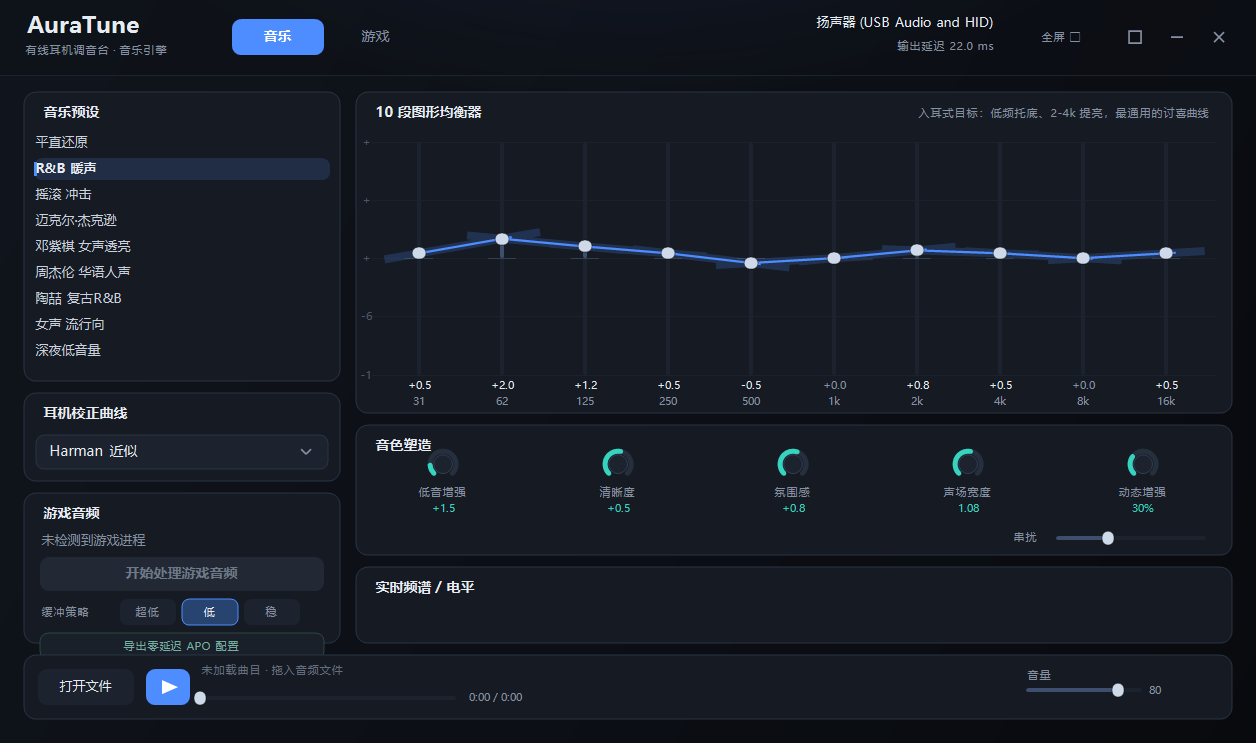 AuraTune
有线耳机调音台 · 音乐引擎
音乐
游戏
扬声器 (USB Audio and HID)
输出延迟 22.0 ms
全屏 □
音乐预设
平直还原
R&B 暖声
摇滚 冲击
迈克尔·杰克逊
邓紫棋 女声透亮
周杰伦 华语人声
陶喆 复古R&B
女声 流行向
深夜低音量
耳机校正曲线
Harman 近似
游戏音频
未检测到游戏进程
开始处理游戏音频
缓冲策略 超低 低 稳
导出零延迟 APO 配置
10 段图形均衡器
入耳式目标：低频托底、2-4k 提亮，最通用的讨喜曲线
+
+
+
-6
-1
+0.5 +2.0 +1.2 +0.5 -0.5 +0.0 +0.8 +0.5 +0.0 +0.5
31 62 125 250 500 1k 2k 4k 8k 16k
音色塑造
低音增强 清晰度 氛围感 声场宽度 动态增强
+1.5 +0.5 +0.8 1.08 30%
串扰
实时频谱 / 电平
打开文件
未加载曲目 · 拖入音频文件
0:00 / 0:00
音量
80